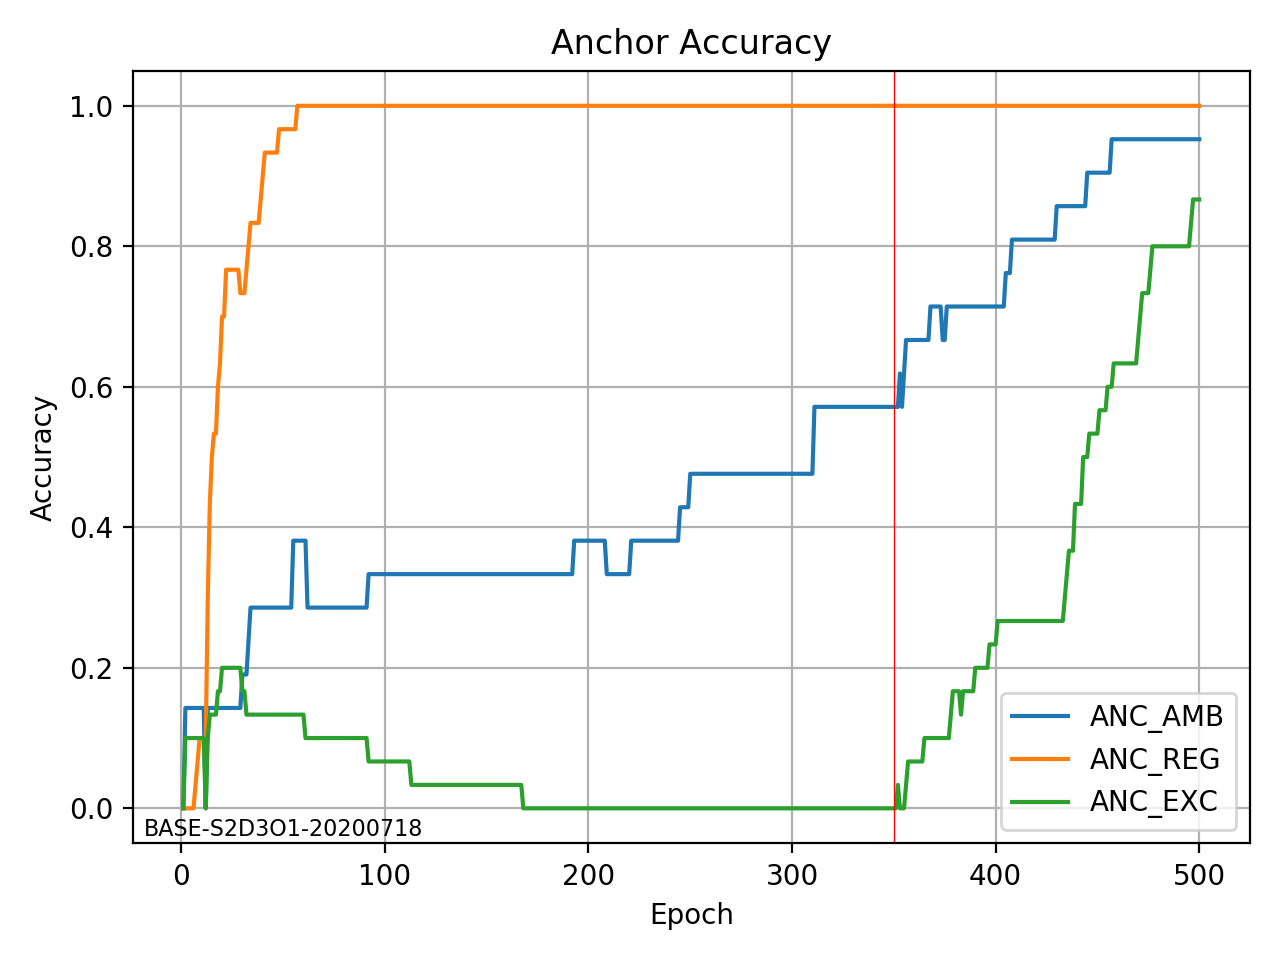 Anchor Accuracy
1.0
0.8
0.6
0.4
0.2
0.0
Accuracy
ANC_AMB
ANC_REG
ANC_EXC
BASE-S2D3O1-20200718
0 100 200 300 400 500
Epoch